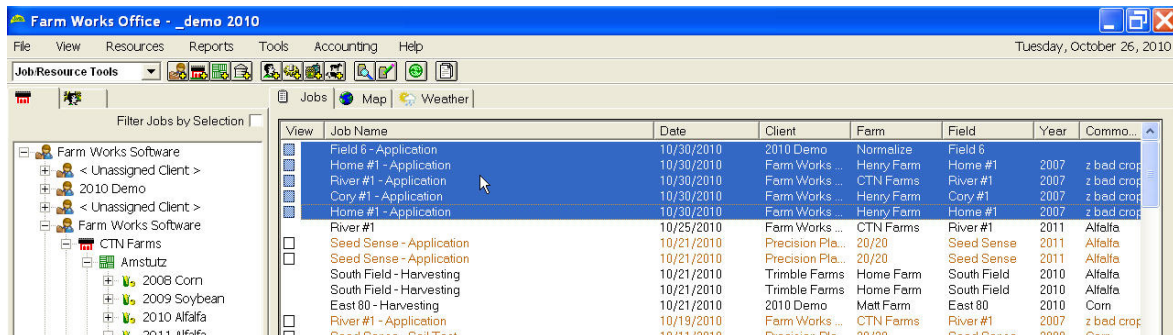 Farm Works Office - _demo 2010
File View Resources Reports Tools Accounting Help Tuesday, October 26, 2010
Job/Resource Tools
Jobs Map Weather
Filter Jobs by Selection
View Job Name Date Client Farm Field Year Commo...
Farm Works Software
< Unassigned Client >
2010 Demo
< Unassigned Client >
Farm Works Software
CTN Farms
Amstutz
2008 Corn
2009 Soybean
2010 Alfalfa
2011 Alfalfa
Field 6 - Application 10/30/2010 2010 Demo Normalize Field 6
Home #1 - Application 10/30/2010 Farm Works ... Henry Farm Home #1 2007 z bad crop
River #1 - Application 10/30/2010 Farm Works ... CTN Farms River #1 2007 z bad crop
Cory #1 - Application 10/30/2010 Farm Works ... Henry Farm Cory #1 2007 z bad crop
Home #1 - Application 10/30/2010 Farm Works ... Henry Farm Home #1 2007 z bad crop
River #1 10/25/2010 Farm Works ... CTN Farms River #1 2011 Alfalfa
Seed Sense - Application 10/21/2010 Precision Pla... 20/20 Seed Sense 2011 Alfalfa
Seed Sense - Application 10/21/2010 Precision Pla... 20/20 Seed Sense 2011 Alfalfa
South Field - Harvesting 10/21/2010 Trimble Farms Home Farm South Field 2010 Alfalfa
South Field - Harvesting 10/21/2010 Trimble Farms Home Farm South Field 2010 Alfalfa
East 80 - Harvesting 10/21/2010 2010 Demo Matt Farm East 80 2010 Corn
River #1 - Application 10/19/2010 Farm Works ... CTN Farms River #1 2007 z bad crop